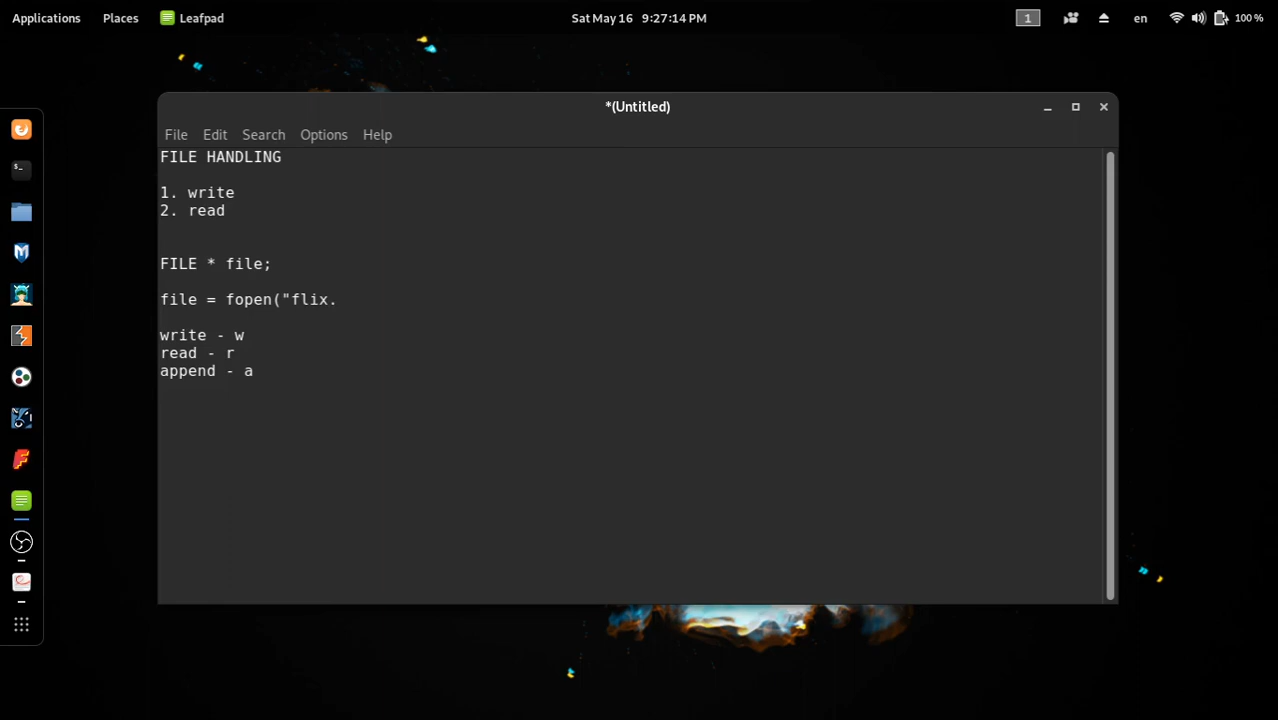 Applications Places Leafpad Sat May 16 9:27:14 PM 1 en 100 %
*(Untitled)
File Edit Search Options Help
FILE HANDLING
1. write
2. read
FILE * file;
file = fopen("flix.
write - w
read - r
append - a